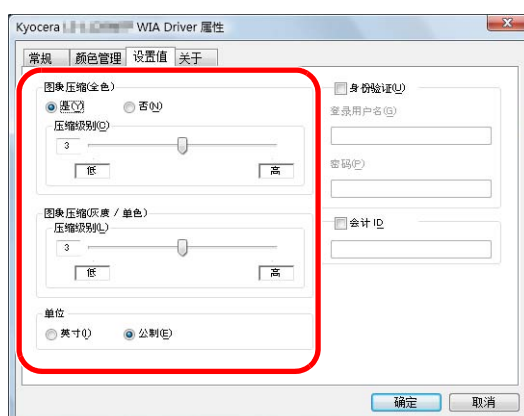 Kyocera WIA Driver 属性
常规 颜色管理 设置值 关于
图象压缩(全色)
是(Y) 否(N)
压缩级别(O)
3
低 高
图象压缩(灰度 / 单色)
压缩级别(L)
3
低 高
单位
英寸(I) 公制(E)
身份验证(U)
登录用户名(G)
密码(P)
会计 ID
确定 取消